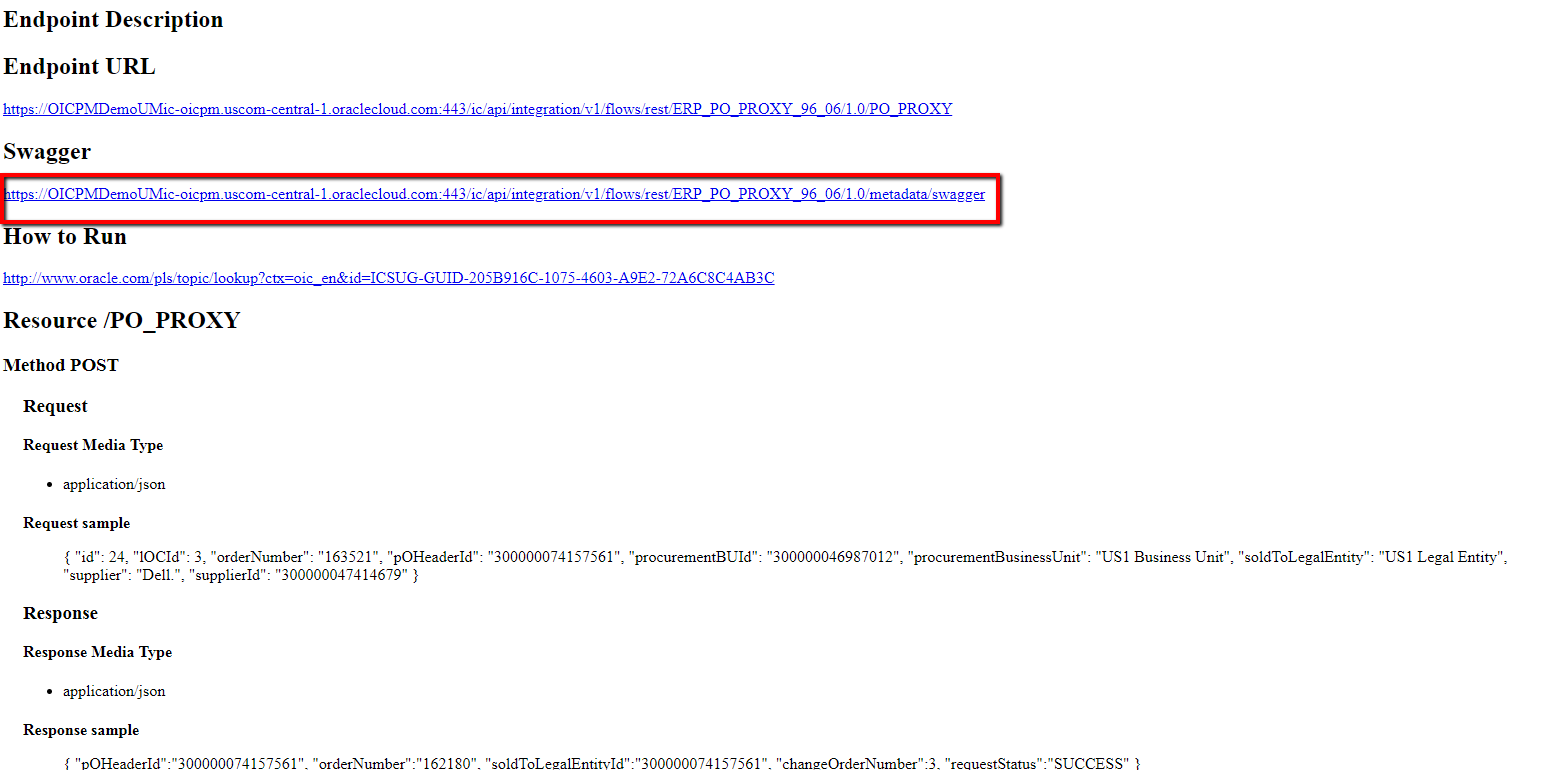 Endpoint Description
Endpoint URL
https://OICPMDemoUMic-oicpm.uscom-central-1.oraclecloud.com:443/ic/api/integration/v1/flows/rest/ERP_PO_PROXY_96_06/1.0/PO_PROXY
Swagger
https://OICPMDemoUMic-oicpm.uscom-central-1.oraclecloud.com:443/ic/api/integration/v1/flows/rest/ERP_PO_PROXY_96_06/1.0/metadata/swagger
How to Run
http://www.oracle.com/pls/topic/lookup?ctx=oic_en&id=ICSUG-GUID-205B916C-1075-4603-A9E2-72A6C8C4AB3C
Resource /PO_PROXY
Method POST
Request
Request Media Type
• application/json
Request sample
{ "id": 24, "lOCId": 3, "orderNumber": "163521", "pOHeaderId": "300000074157561", "procurementBUId": "300000046987012", "procurementBusinessUnit": "US1 Business Unit", "soldToLegalEntity": "US1 Legal Entity",
"supplier": "Dell.", "supplierId": "300000047414679" }
Response
Response Media Type
• application/json
Response sample
{ "pOHeaderId":"300000074157561", "orderNumber":"162180", "soldToLegalEntityId":"300000074157561", "changeOrderNumber":3, "requestStatus":"SUCCESS" }